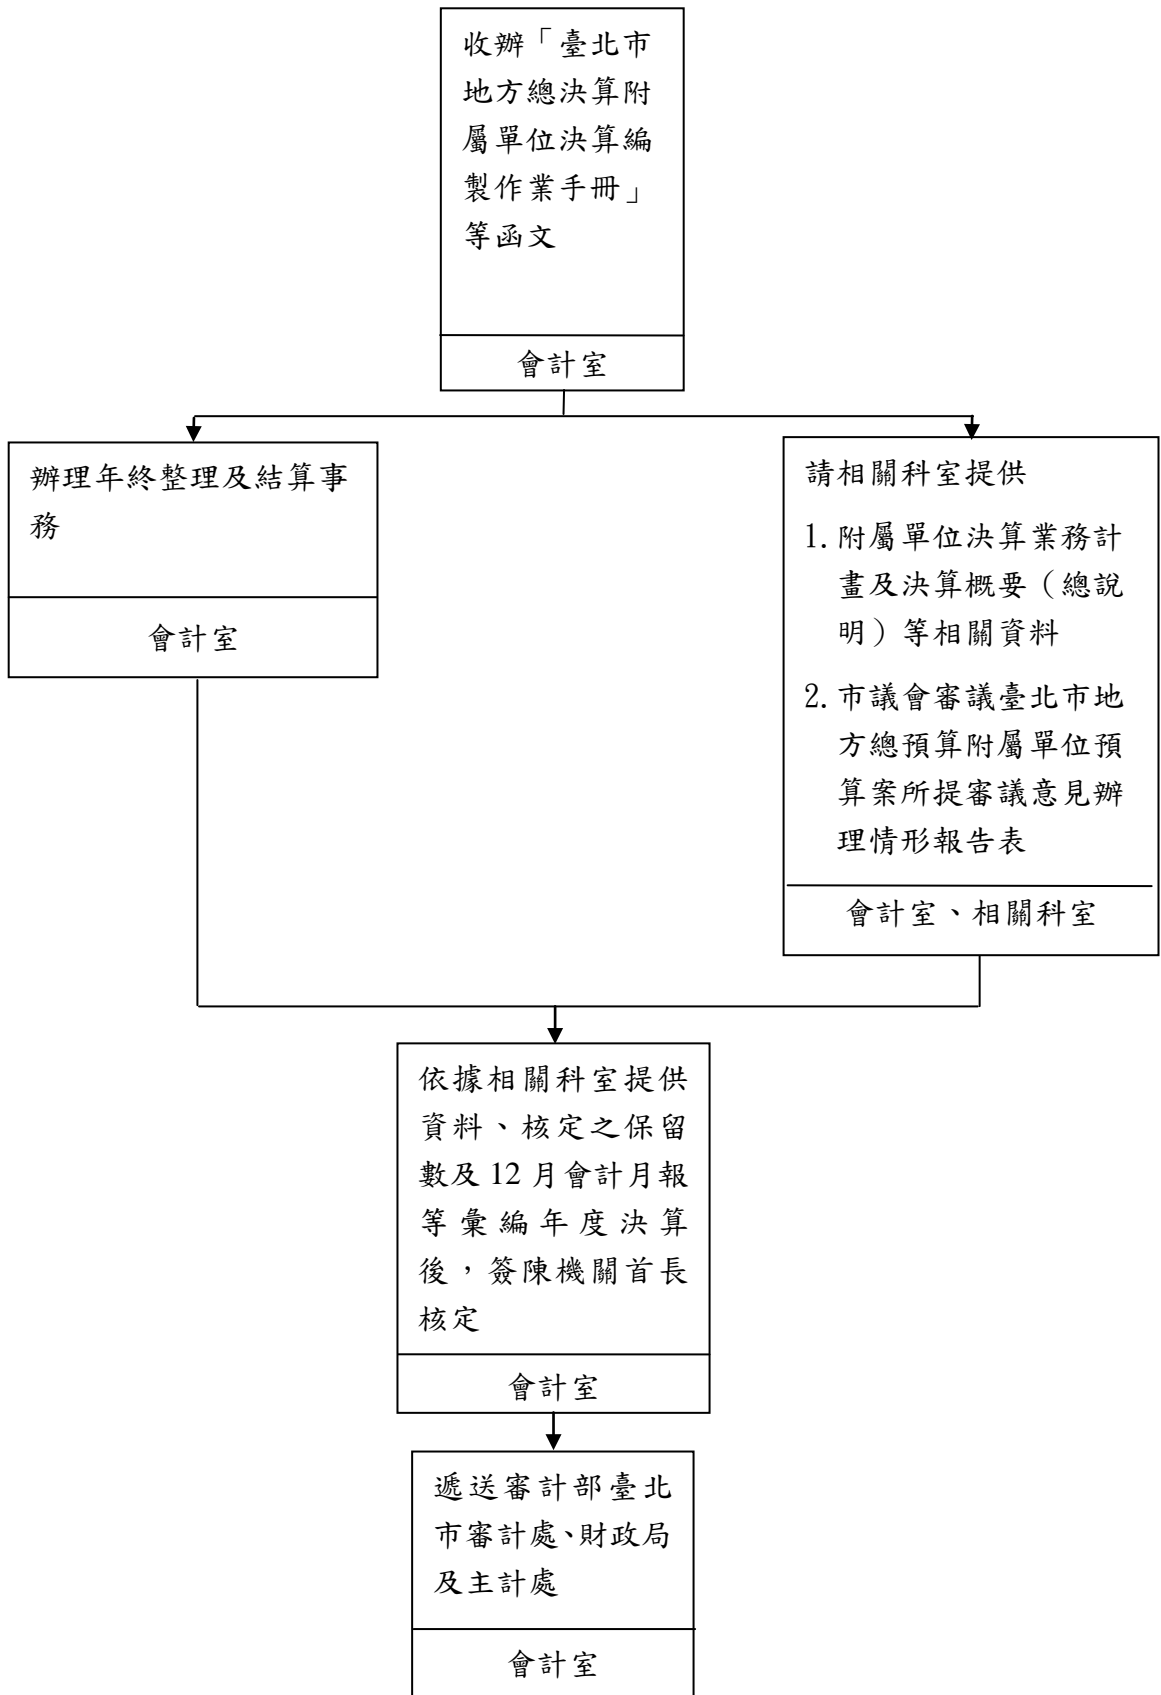 收辦「臺北市
地方總決算附
屬單位決算編
製作業手冊」
等函文
會計室
辦理年終整理及結算事
務
會計室
請相關科室提供
1. 附屬單位決算業務計
畫及決算概要（總說
明）等相關資料
2. 市議會審議臺北市地
方總預算附屬單位預
算案所提審議意見辦
理情形報告表
會計室、相關科室
依據相關科室提供
資料、核定之保留
數及 12 月會計月報
等彙編年度決算
後，簽陳機關首長
核定
會計室
遞送審計部臺北
市審計處、財政局
及主計處
會計室